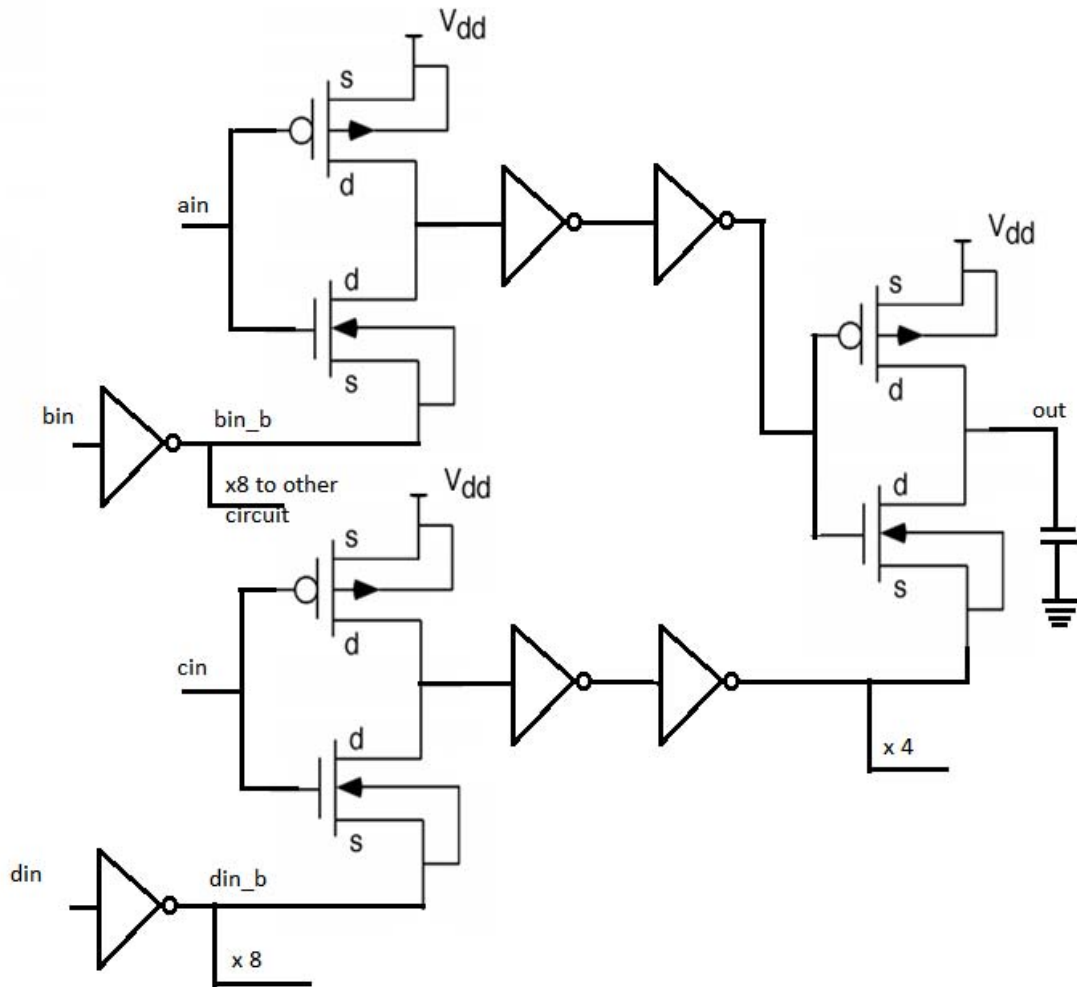 Vdd
s
d
ain
d
s
Vdd
s
d
out
d
s
bin
bin_b
x8 to other
circuit
Vdd
s
d
cin
d
s
x 4
din
din_b
x 8